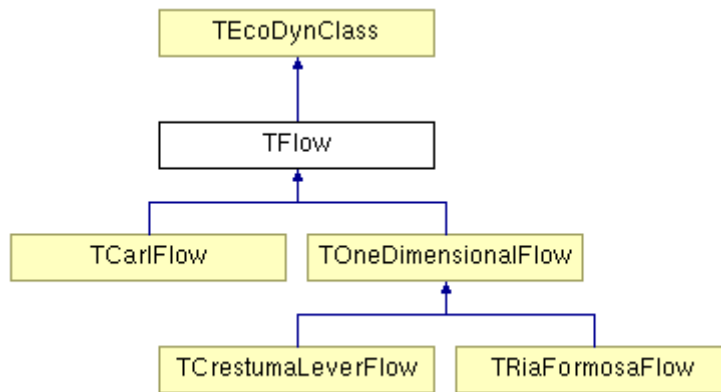 TEcoDynClass
TFlow
TCarlFlow
TOneDimensionalFlow
TCrestumaLeverFlow
TRiaFormosaFlow